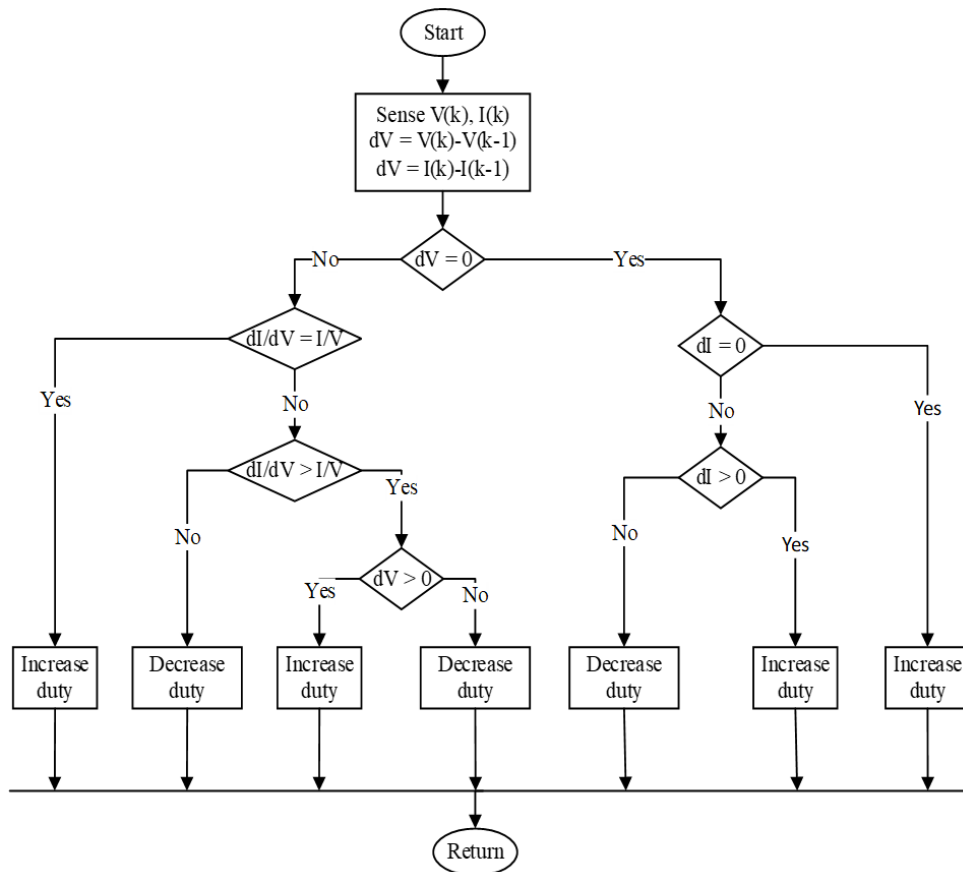 Start
Sense V(k), I(k)
dV = V(k)-V(k-1)
dV = I(k)-I(k-1)
dV = 0
No
Yes
dI/dV = I/V
dI = 0
Yes
No
No
Yes
dI/dV > I/V
dI > 0
Yes
No
No
Yes
dV > 0
Yes
No
Increase
duty
Decrease
duty
Increase
duty
Decrease
duty
Decrease
duty
Increase
duty
Increase
duty
Return